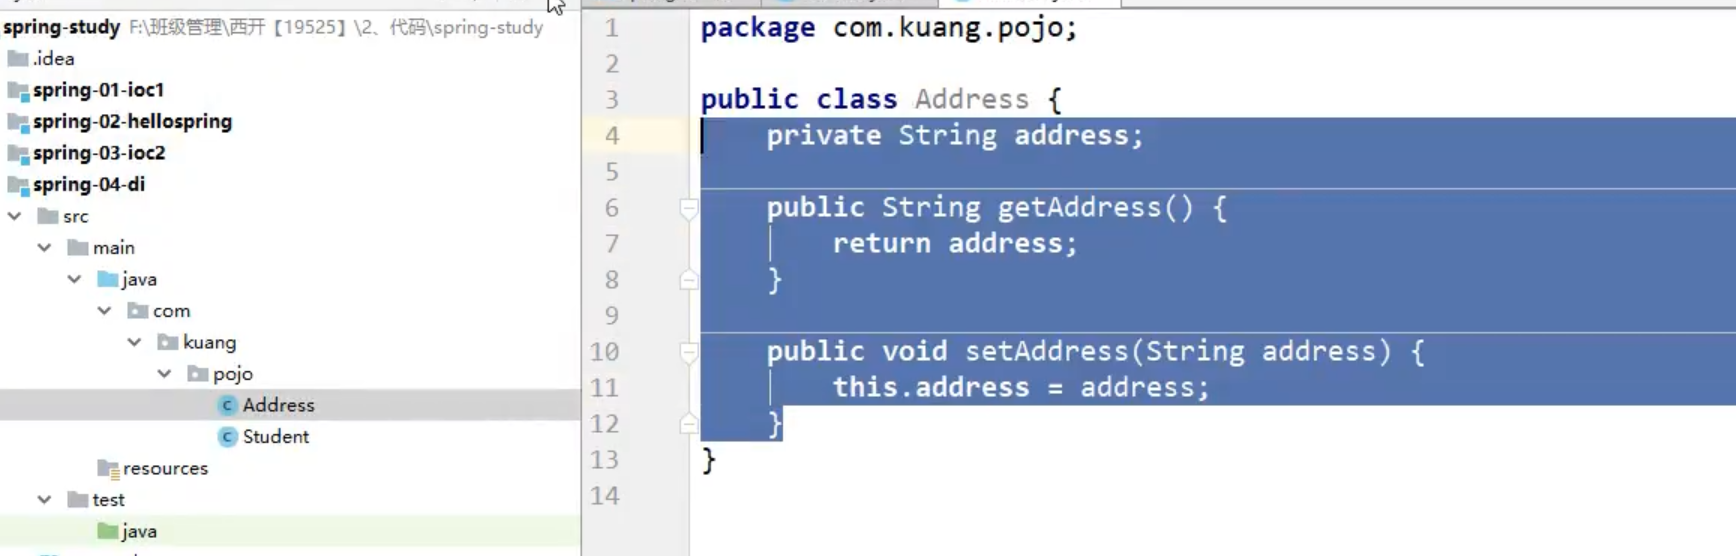 spring-study F:\班级管理\西开【19525】\2、代码\spring-study
.idea
spring-01-ioc1
spring-02-hellospring
spring-03-ioc2
spring-04-di
src
main
java
com
kuang
pojo
Address
Student
resources
test
java
1 package com.kuang.pojo;
2
3 public class Address {
4 private String address;
5
6 public String getAddress() {
7 return address;
8 }
9
10 public void setAddress(String address) {
11 this.address = address;
12 }
13 }
14